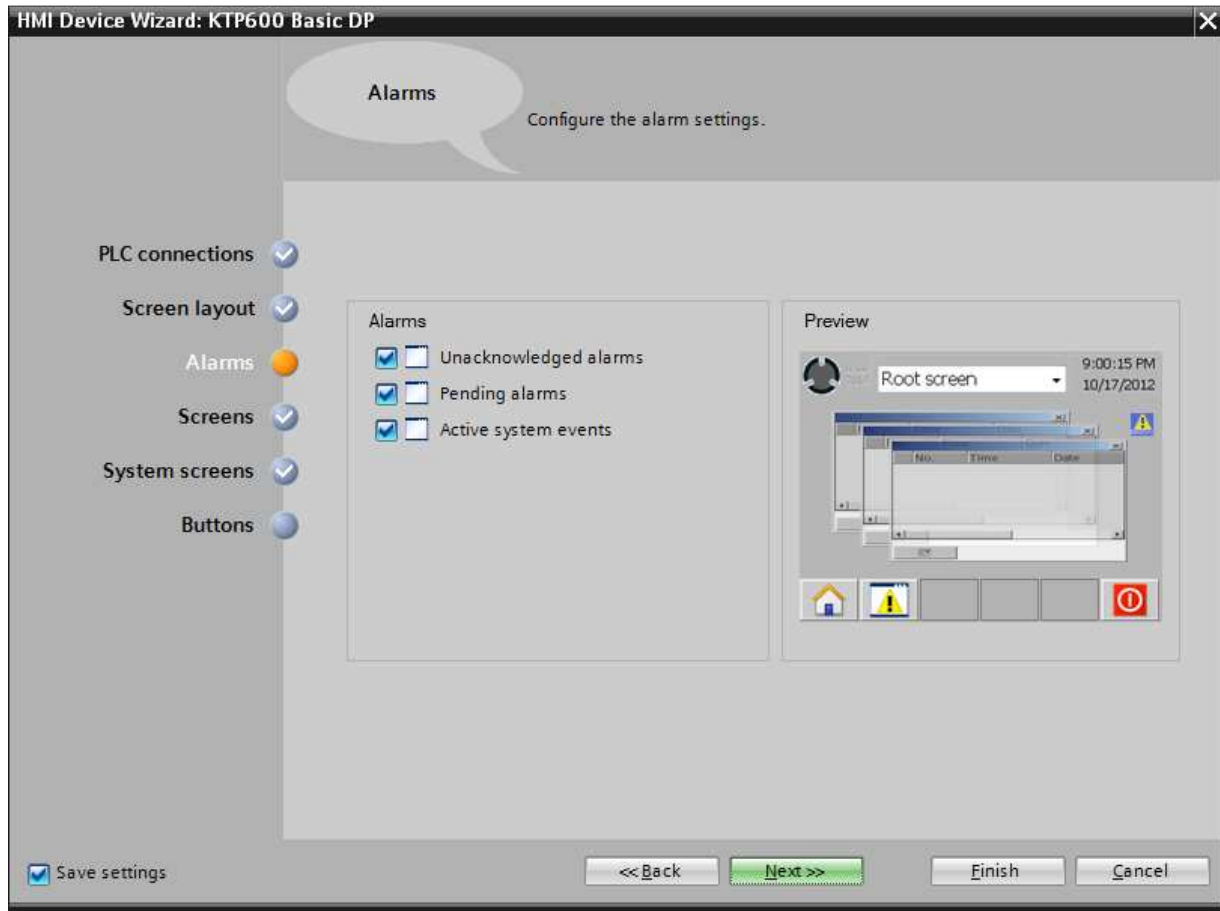 HMI Device Wizard: KTP600 Basic DP
Alarms
Configure the alarm settings.
PLC connections
Screen layout
Alarms
Screens
System screens
Buttons
Alarms
Unacknowledged alarms
Pending alarms
Active system events
Preview
Root screen
9:00:15 PM
10/17/2012
No. Time Date
Save settings
<<Back
Next >>
Finish
Cancel